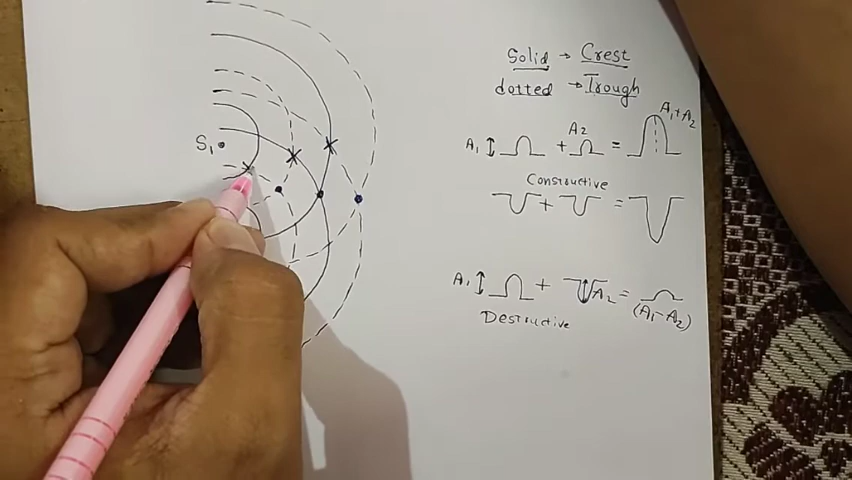 Solid → Crest
dotted → Trough
A₁ + A₂ = A₁+A₂
Constructive
+ =
A₁ + A₂ = (A₁-A₂)
Destructive
S₁